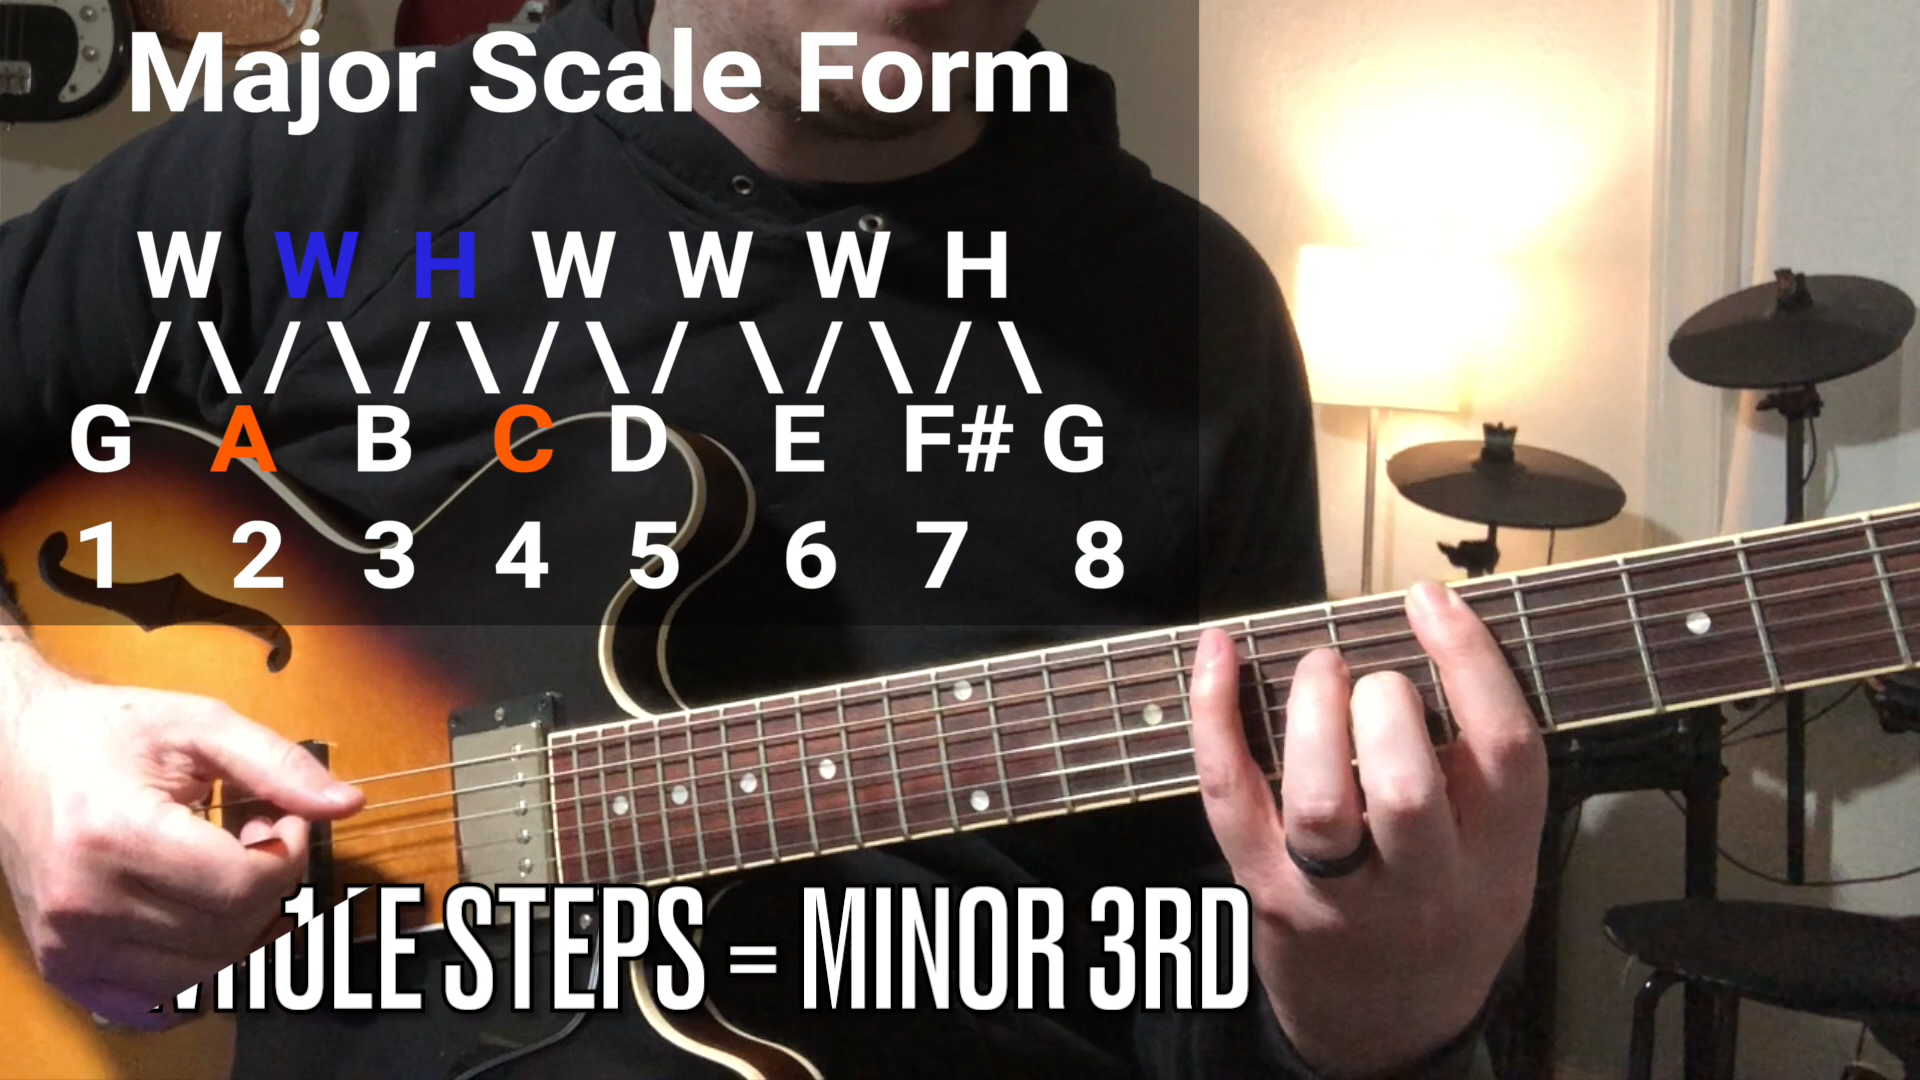 Major Scale Form
W W H W W W H
/ \ / \ / \ / \ / \ / \ / \
G A B C D E F# G
1 2 3 4 5 6 7 8
STEPS = MINOR 3RD